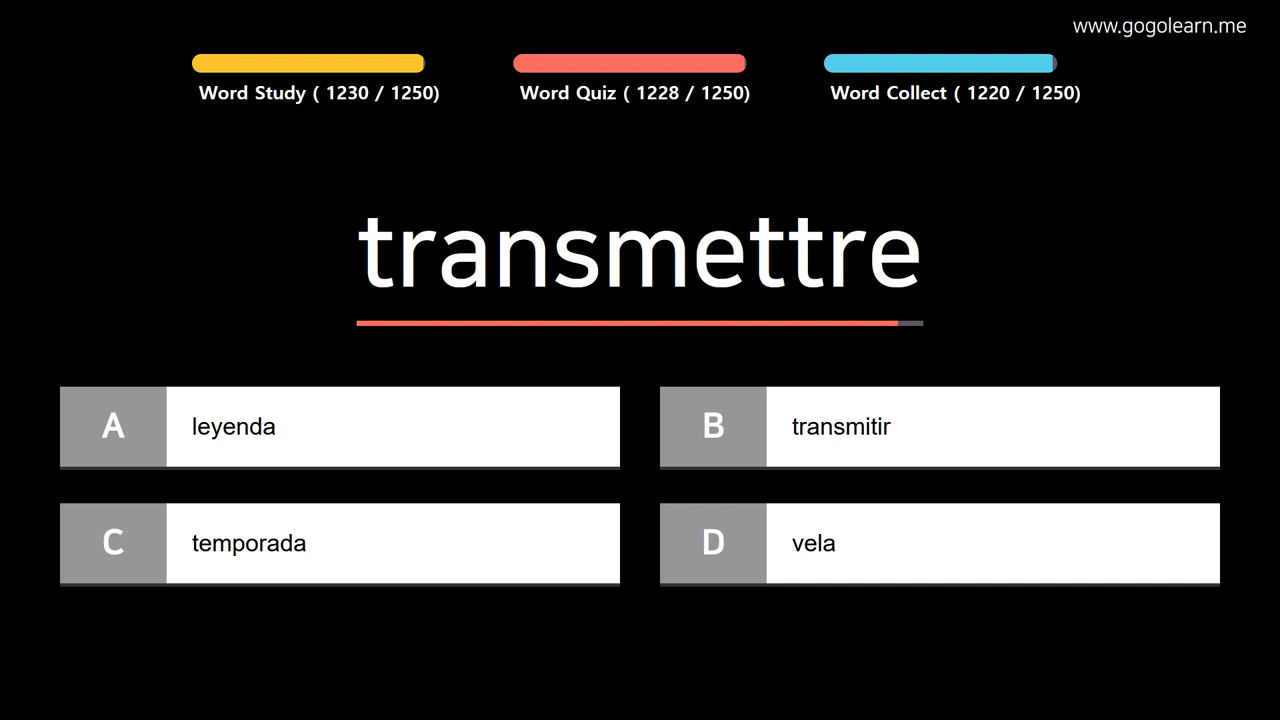 www.gogolearn.me
Word Study ( 1230 / 1250)
Word Quiz ( 1228 / 1250)
Word Collect ( 1220 / 1250)
transmettre
A leyenda
B transmitir
C temporada
D vela